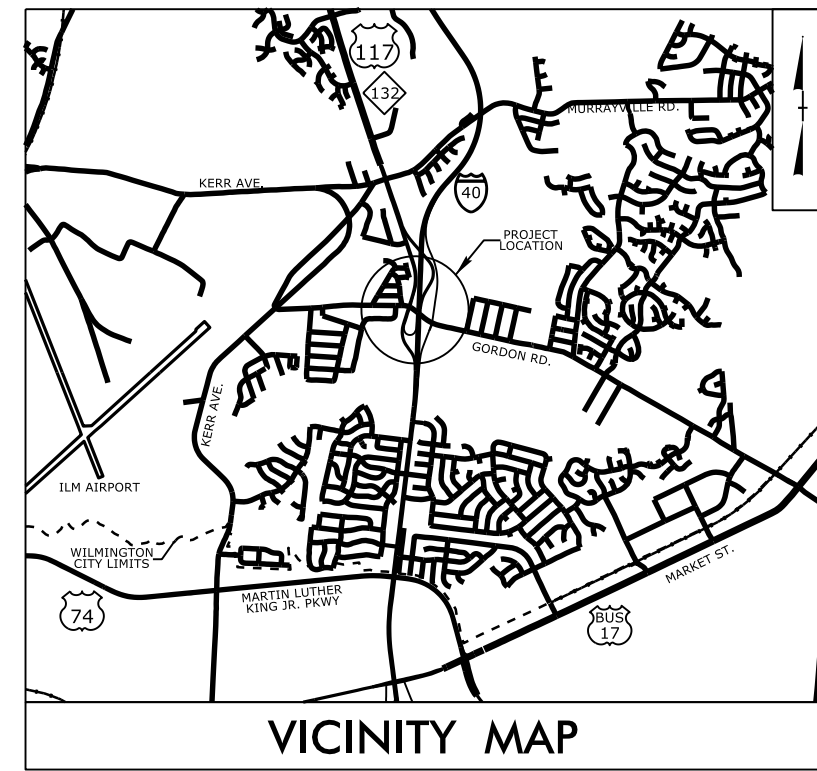 117
132
MURRAYVILLE RD.
KERR AVE.
40
PROJECT
LOCATION
GORDON RD.
KERR AVE.
ILM AIRPORT
WILMINGTON
CITY LIMITS
MARTIN LUTHER
KING JR. PKWY
MARKET ST.
74
BUS
17
VICINITY MAP